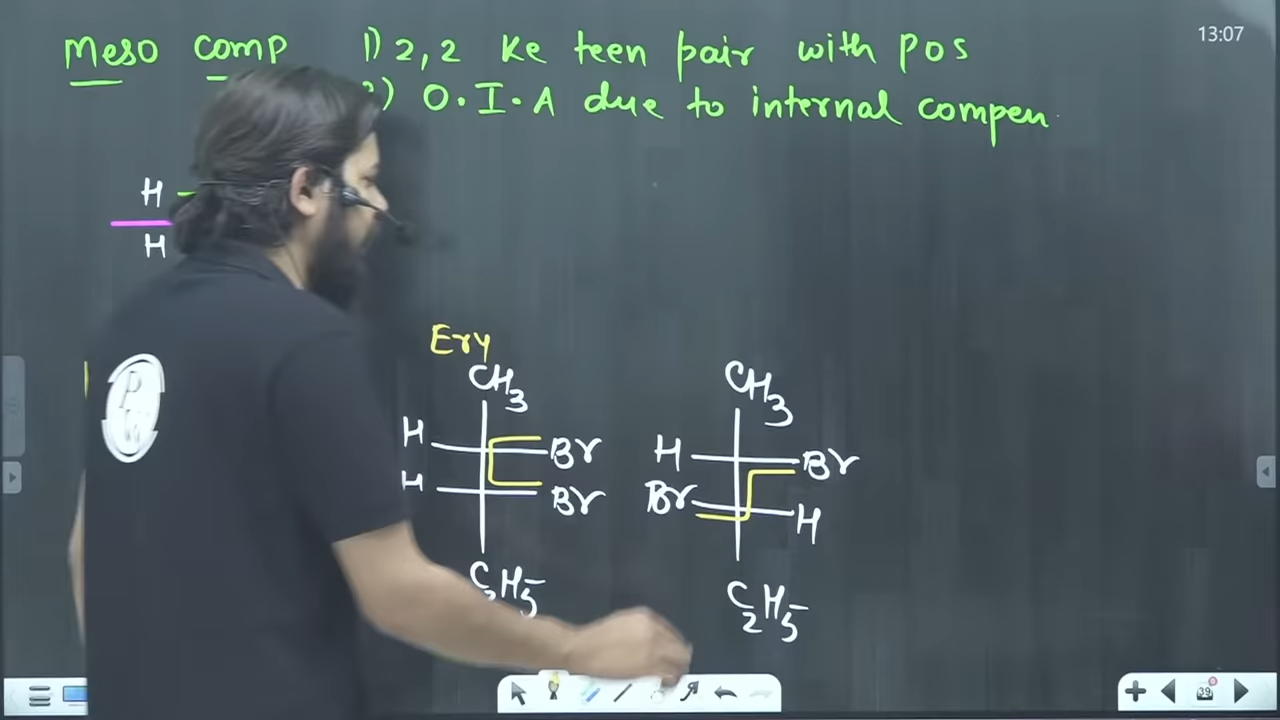 Meso comp 1) 2,2 ke teen pair with POS
) O.I.A due to internal compen
13:07
H
H
Ery
CH3
H Br
H Br
C2H5
CH3
H Br
Br H
C2H5
P
W
39